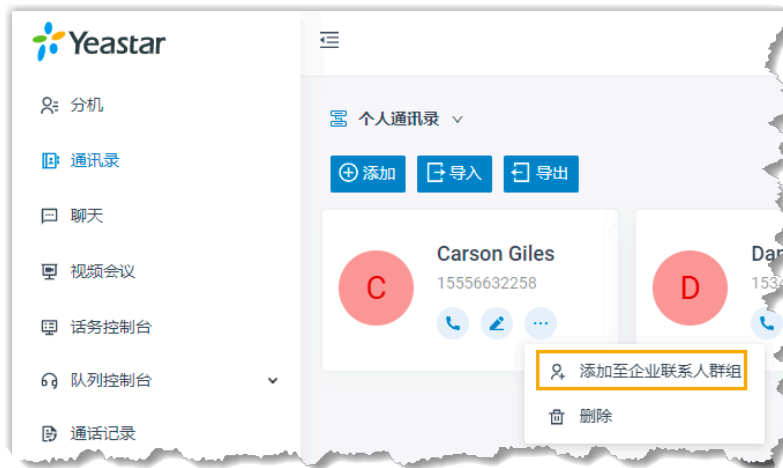 Yeastar
分机
通讯录
聊天
视频会议
话务控制台
队列控制台
通话记录
个人通讯录
添加 导入 导出
C
Carson Giles
15556632258
D
添加至企业联系人群组
删除